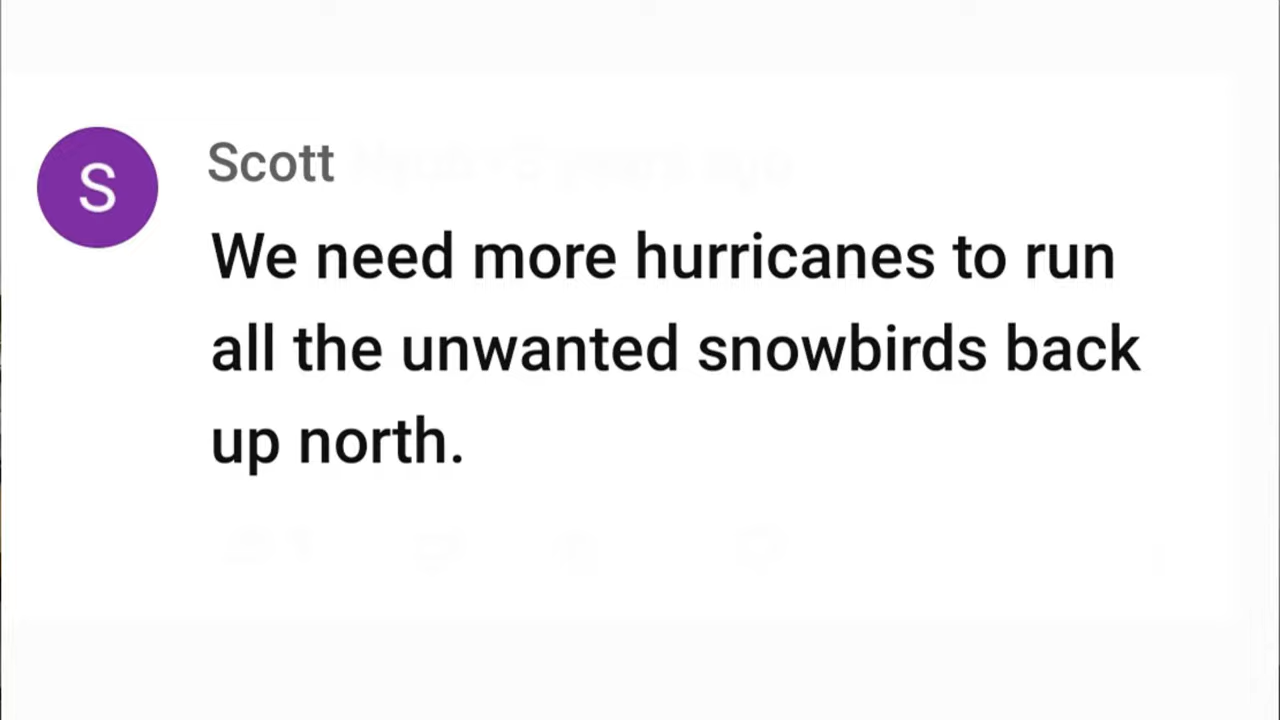 S
Scott
We need more hurricanes to run
all the unwanted snowbirds back
up north.